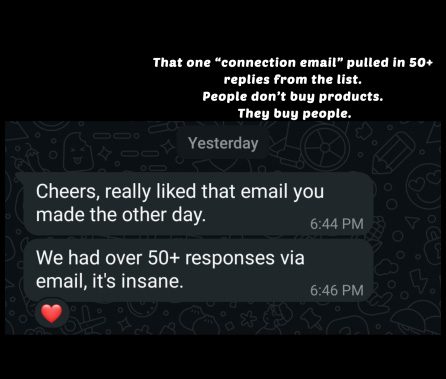 That one “connection email” pulled in 50+
replies from the list.
People don’t buy products.
They buy people.
Yesterday
Cheers, really liked that email you
made the other day.
6:44 PM
We had over 50+ responses via
email, it's insane.
6:46 PM